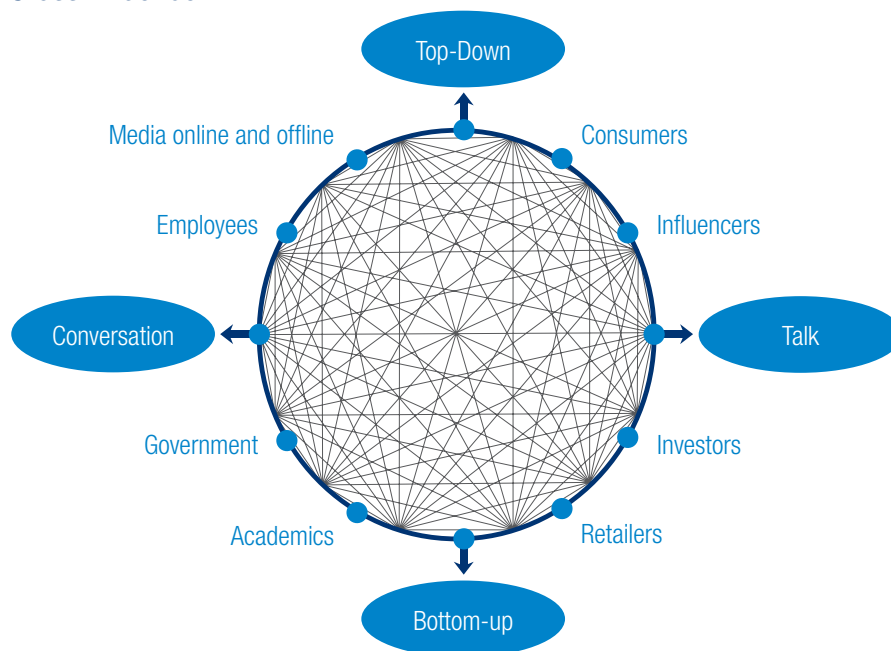 Top-Down
Media online and offline
Consumers
Employees
Influencers
Conversation
Talk
Government
Investors
Academics
Retailers
Bottom-up